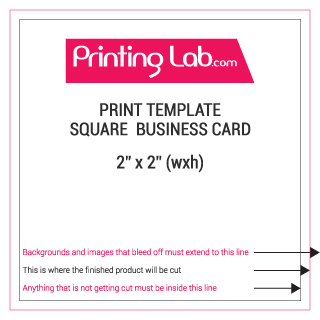 Printing Lab.com
PRINT TEMPLATE
SQUARE BUSINESS CARD
2" x 2" (wxh)
Backgrounds and images that bleed off must extend to this line
This is where the finished product will be cut
Anything that is not getting cut must be inside this line